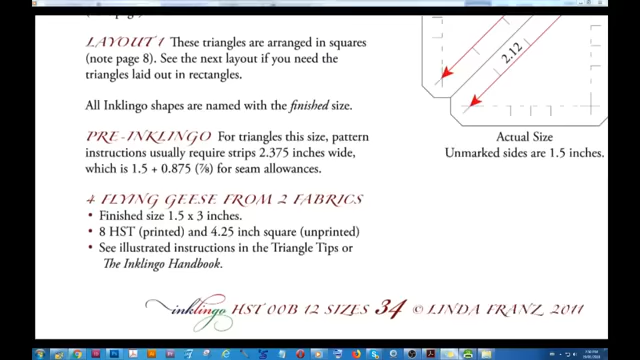 LAYOUT 1 These triangles are arranged in squares
(note page 8). See the next layout if you need the
triangles laid out in rectangles.
All Inklingo shapes are named with the finished size.
PRE-INKLINGO For triangles this size, pattern
instructions usually require strips 2.375 inches wide,
which is 1.5 + 0.875 (7/8) for seam allowances.
4 FLYING GEESE FROM 2 FABRICS
• Finished size 1.5 x 3 inches.
• 8 HST (printed) and 4.25 inch square (unprinted)
• See illustrated instructions in the Triangle Tips or
The Inklingo Handbook.
2.12
Actual Size
Unmarked sides are 1.5 inches.
inklingo HST 00B 12 SIZES 34 © LINDA FRANZ 2011